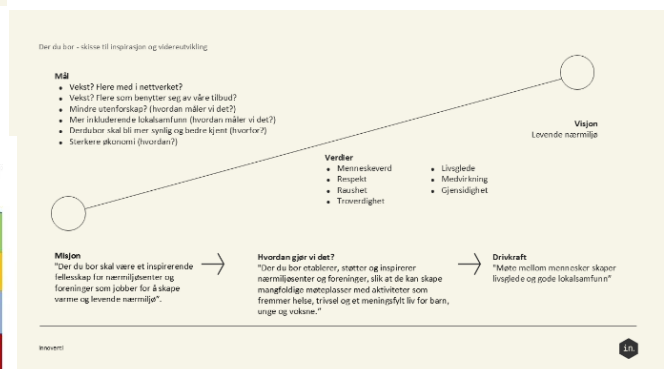 Der du bor - skisse til inspirasjon og videreutvikling
Mål
Vekst? Flere med i nettverket?
Vekst? Flere som benytter seg av våre tilbud?
Mindre utenforskap? (hvordan måler vi det?)
Mer inkluderende lokalsamfunn (hvordan måler vi det?)
Derdubor skal bli mer synlig og bedre kjent (hvorfor?)
Sterkere økonomi (hvordan?)
Visjon
Levende nærmiljø
Verdier
Menneskeverd
Respekt
Raushet
Troverdighet
Livsglede
Medvirkning
Gjensidighet
Misjon
"Der du bor skal være et inspirerende
fellesskap for nærmiljøsenter og
foreninger som jobber for å skape
varme og levende nærmiljø".
Hvordan gjør vi det?
"Der du bor etablerer, støtter og inspirerer
nærmiljøsenter og foreninger, slik at de kan skape
mangfoldige møteplasser med aktiviteter som
fremmer helse, trivsel og et meningsfylt liv for barn,
unge og voksne."
Drivkraft
"Møte mellom mennesker skaper
livsglede og gode lokalsamfunn"
Innoventi
in.